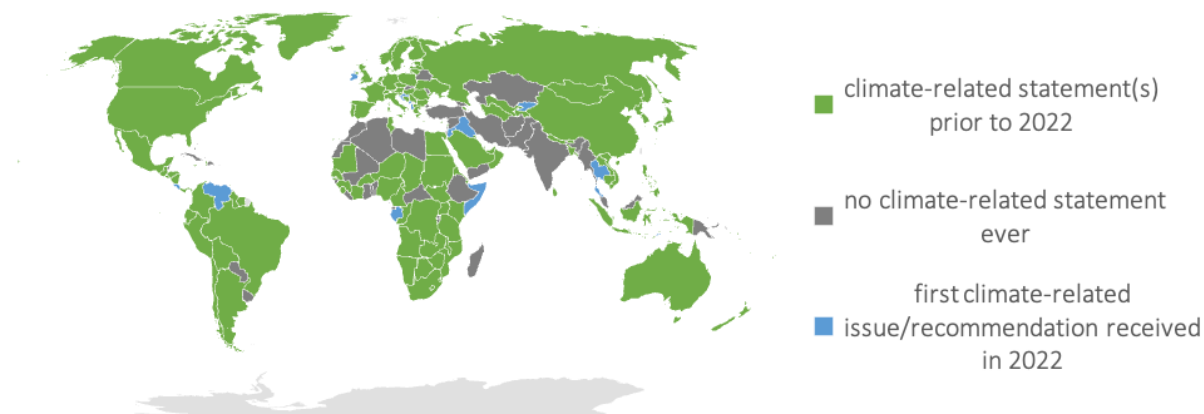 climate-related statement(s)
prior to 2022
no climate-related statement
ever
first climate-related
issue/recommendation received
in 2022